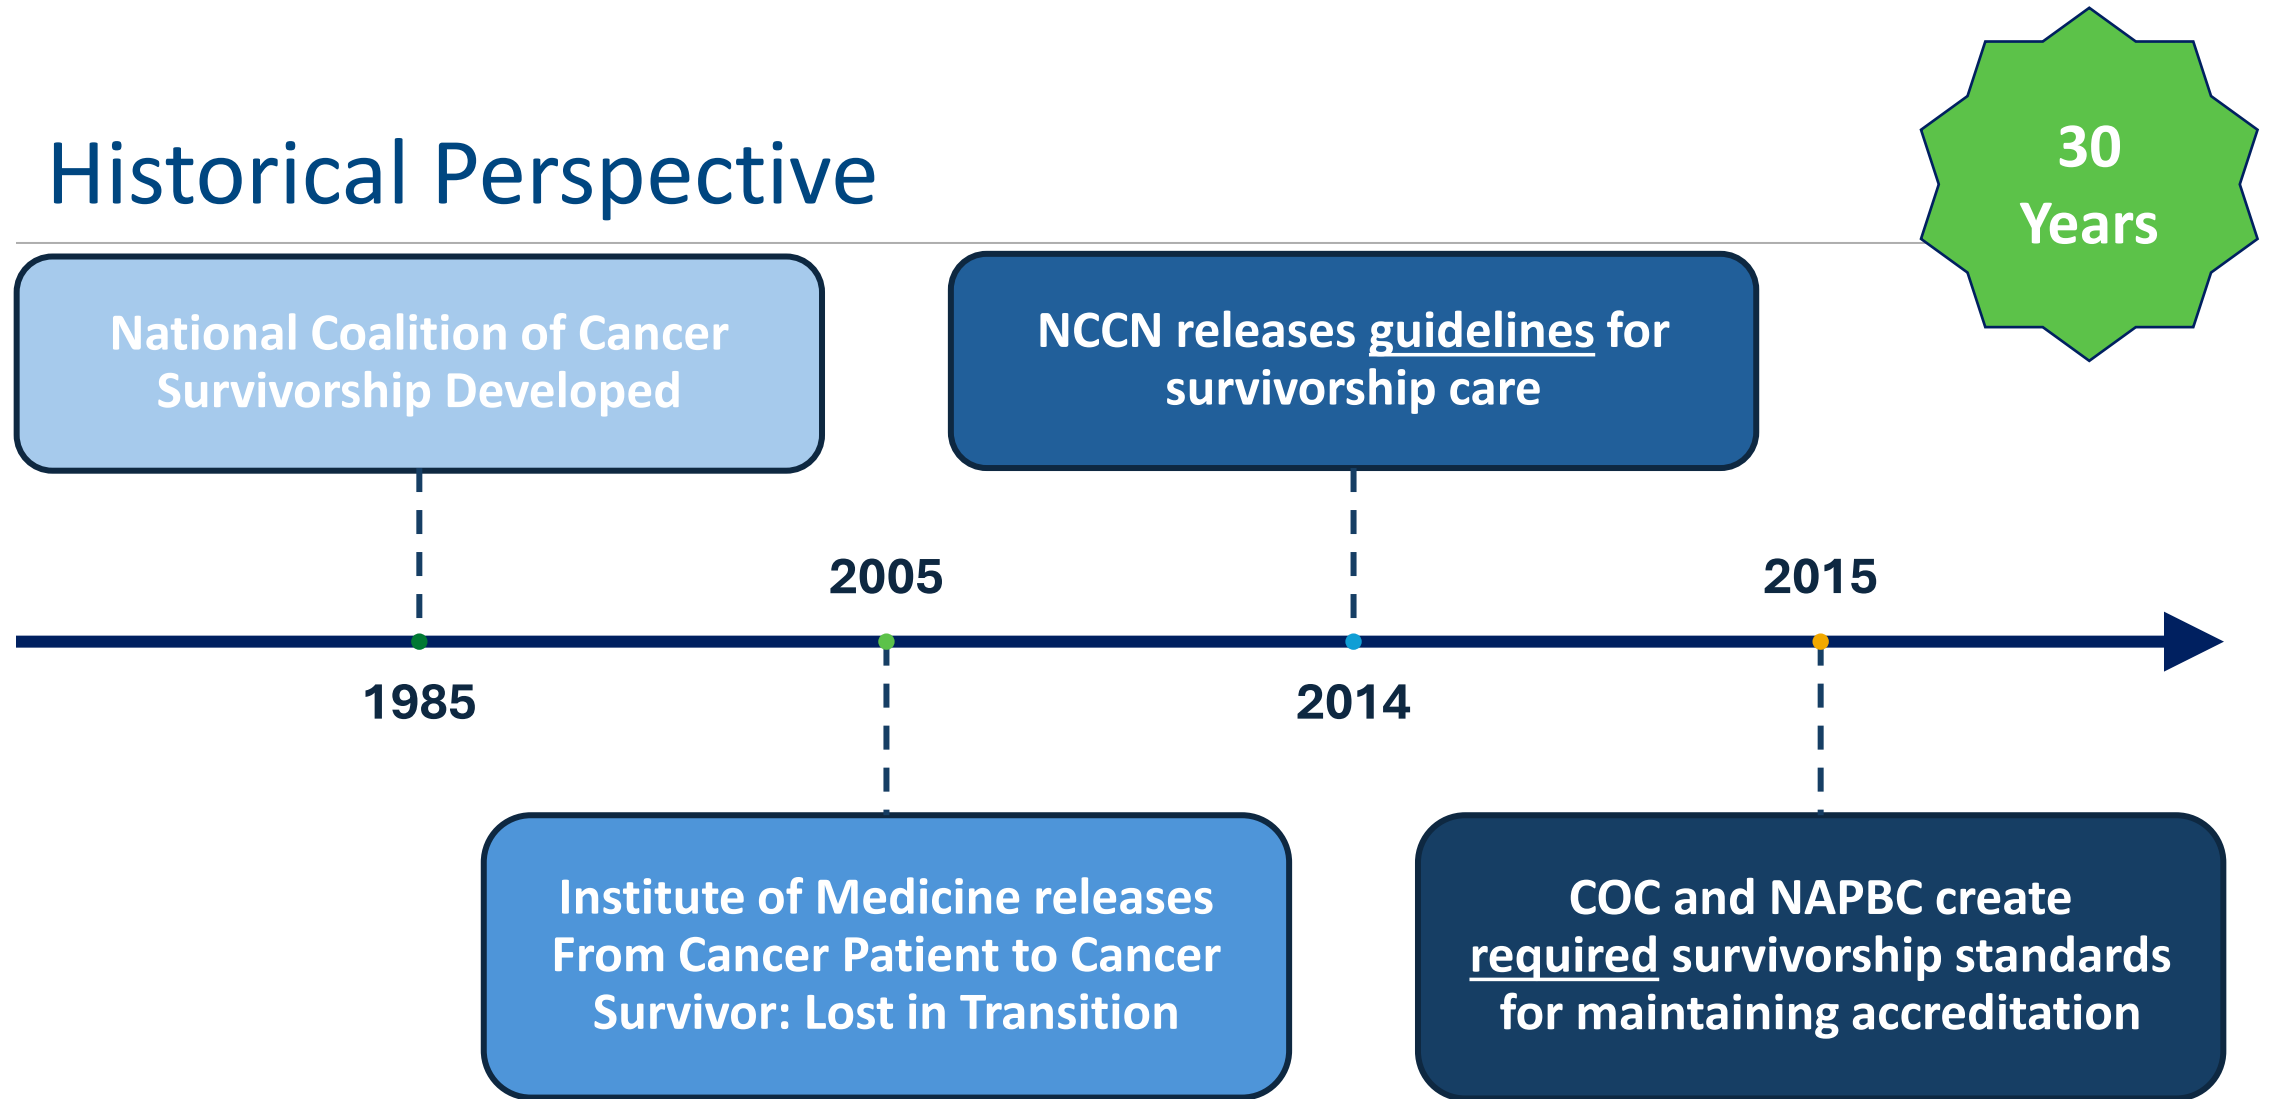 30
Years
Historical Perspective
National Coalition of Cancer
Survivorship Developed
NCCN releases guidelines for
survivorship care
2005
2015
1985
2014
Institute of Medicine releases
From Cancer Patient to Cancer
Survivor: Lost in Transition
COC and NAPBC create
required survivorship standards
for maintaining accreditation